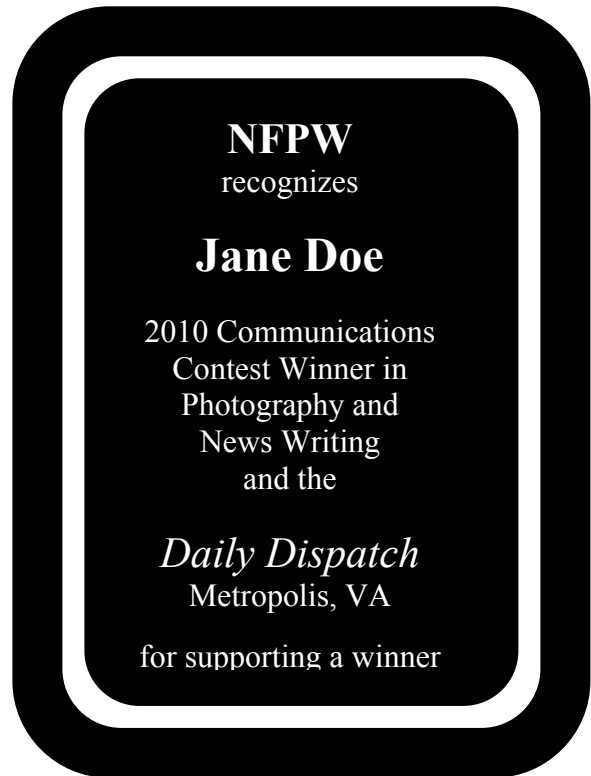 NFPW
recognizes
Jane Doe
2010 Communications
Contest Winner in
Photography and
News Writing
and the
Daily Dispatch
Metropolis, VA
for supporting a winner